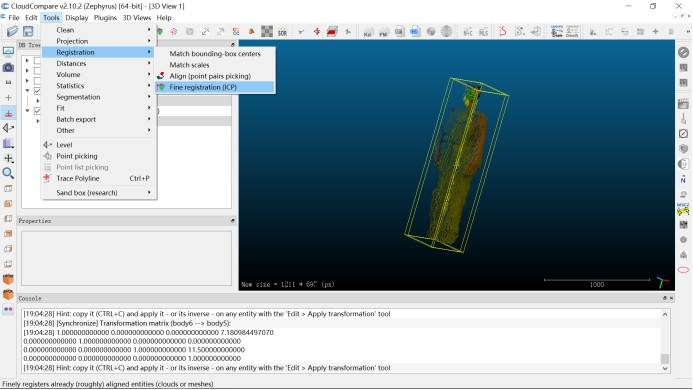 CloudCompare v2.10.2 (Zephyrus) [64-bit] - [3D View 1]
File Edit Tools Display Plugins 3D Views Help
DB Tree
Clean
Projection
Registration
Distances
Volume
Statistics
Segmentation
Fit
Batch export
Other
Level
Point picking
Point list picking
Trace Polyline Ctrl+P
Sand box (research)
Match bounding-box centers
Match scales
Align (point pairs picking)
Fine registration (ICP)
SOR
Properties
New size = 1211 * 697 (px)
1000
Console
[19:04:28] Hint: copy it (CTRL+C) and apply it - or its inverse - on any entity with the 'Edit > Apply transformation' tool
[19:04:28] [Synchronize] Transformation matrix (body6 --> body5):
[19:04:28] 1.000000000000 0.000000000000 0.000000000000 7.180984497070
0.000000000000 1.000000000000 0.000000000000 0.000000000000
0.000000000000 0.000000000000 1.000000000000 11.500000000000
0.000000000000 0.000000000000 0.000000000000 1.000000000000
[19:04:28] Hint: copy it (CTRL+C) and apply it - or its inverse - on any entity with the 'Edit > Apply transformation' tool
Finely registers already (roughly) aligned entities (clouds or meshes)